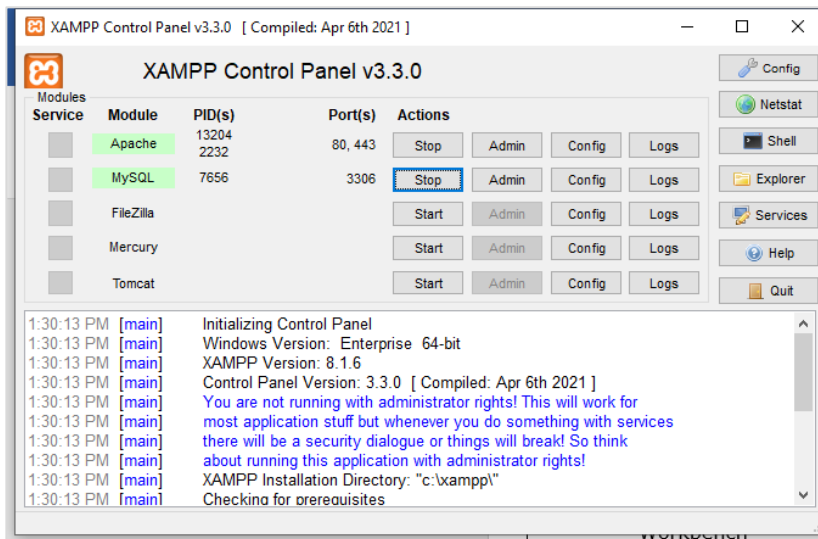 XAMPP Control Panel v3.3.0 [ Compiled: Apr 6th 2021 ]
XAMPP Control Panel v3.3.0
Config
Modules
Service Module PID(s) Port(s) Actions
Netstat
Apache 13204 2232 80, 443 Stop Admin Config Logs
Shell
MySQL 7656 3306 Stop Admin Config Logs
Explorer
FileZilla Start Admin Config Logs
Services
Mercury Start Admin Config Logs
Help
Tomcat Start Admin Config Logs
Quit
1:30:13 PM [main] Initializing Control Panel
1:30:13 PM [main] Windows Version: Enterprise 64-bit
1:30:13 PM [main] XAMPP Version: 8.1.6
1:30:13 PM [main] Control Panel Version: 3.3.0 [ Compiled: Apr 6th 2021 ]
1:30:13 PM [main] You are not running with administrator rights! This will work for
1:30:13 PM [main] most application stuff but whenever you do something with services
1:30:13 PM [main] there will be a security dialogue or things will break! So think
1:30:13 PM [main] about running this application with administrator rights!
1:30:13 PM [main] XAMPP Installation Directory: "c:\xampp\"
1:30:13 PM [main] Checking for prerequisites
Workbench